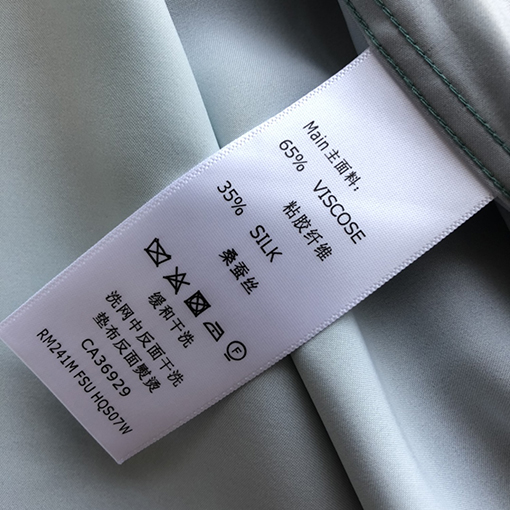 Main 主面料：
65% VISCOSE
粘胶纤维
35% SILK
桑蚕丝
F
缓和干洗
洗网中反面干洗
垫布反面熨烫
CA36929
RM241M FSU HQS07W